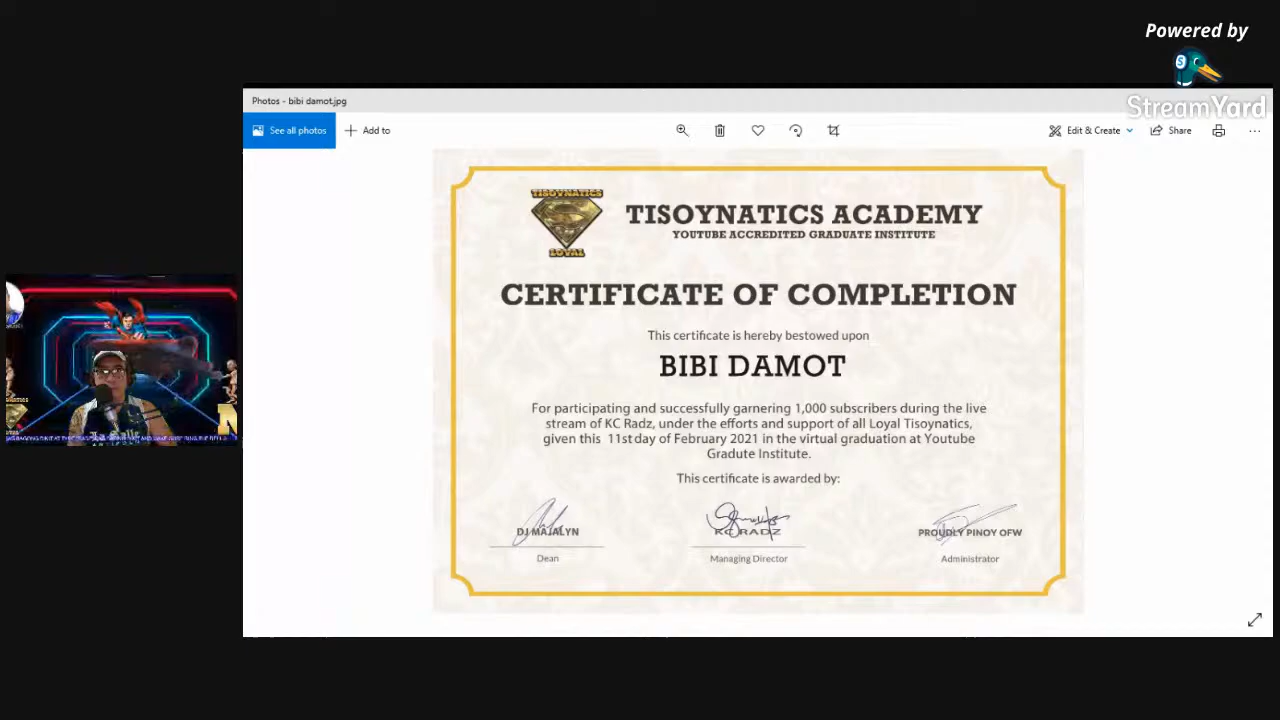 Powered by
StreamYard
Photos - bibi damot.jpg
See all photos
Add to
Edit & Create
Share
TISOYNATICS
LOYAL
TISOYNATICS ACADEMY
YOUTUBE ACCREDITED GRADUATE INSTITUTE
CERTIFICATE OF COMPLETION
This certificate is hereby bestowed upon
BIBI DAMOT
For participating and successfully garnering 1,000 subscribers during the live
stream of KC Radz, under the efforts and support of all Loyal Tisoynatics,
given this 11st day of February 2021 in the virtual graduation at Youtube
Gradute Institute.
This certificate is awarded by:
DJ MAJALYN
KC RADZ
PROUDLY PINOY OFW
Dean
Managing Director
Administrator